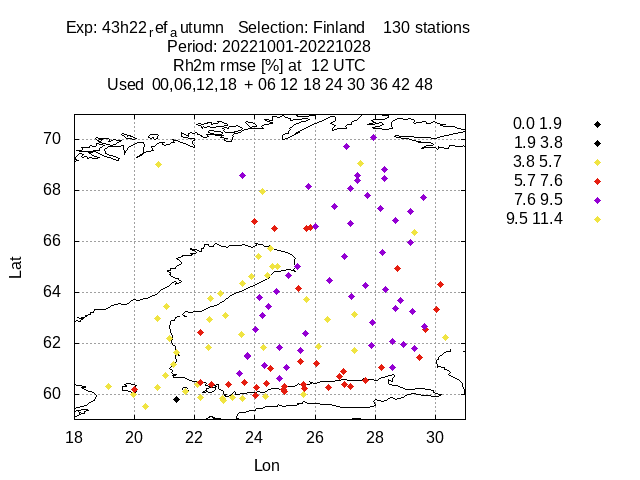 Exp: 43h22ref autumn Selection: Finland 130 stations
Period: 20221001-20221028
Rh2m rmse [%] at 12 UTC
Used 00,06,12,18 + 06 12 18 24 30 36 42 48
70
68
66
64
62
60
Lat
18 20 22 24 26 28 30
Lon
0.0 1.9
1.9 3.8
3.8 5.7
5.7 7.6
7.6 9.5
9.5 11.4